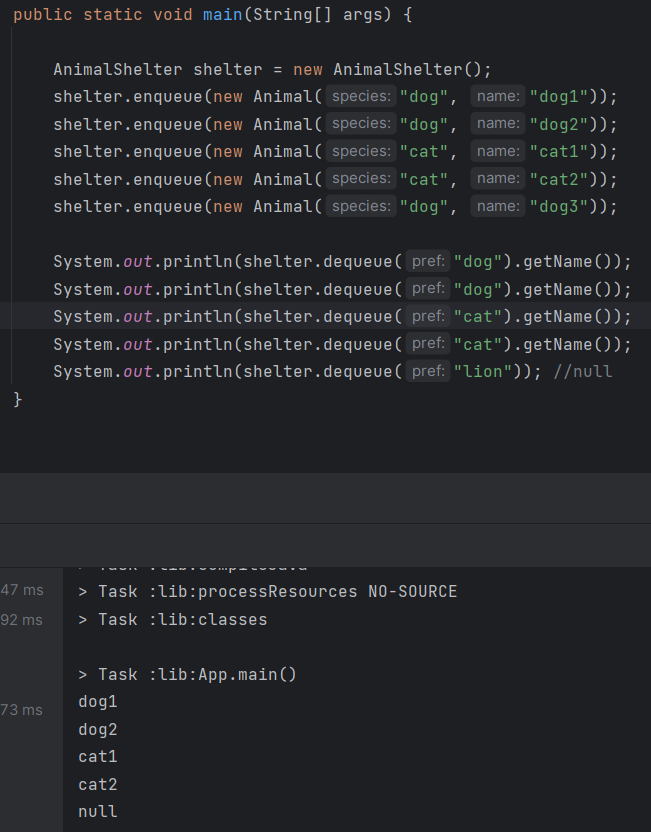 public static void main(String[] args) {
AnimalShelter shelter = new AnimalShelter();
shelter.enqueue(new Animal( species: "dog", name: "dog1"));
shelter.enqueue(new Animal( species: "dog", name: "dog2"));
shelter.enqueue(new Animal( species: "cat", name: "cat1"));
shelter.enqueue(new Animal( species: "cat", name: "cat2"));
shelter.enqueue(new Animal( species: "dog", name: "dog3"));
System.out.println(shelter.dequeue( pref: "dog").getName());
System.out.println(shelter.dequeue( pref: "dog").getName());
System.out.println(shelter.dequeue( pref: "cat").getName());
System.out.println(shelter.dequeue( pref: "cat").getName());
System.out.println(shelter.dequeue( pref: "lion")); //null
}
47 ms > Task :lib:processResources NO-SOURCE
92 ms > Task :lib:classes
> Task :lib:App.main()
dog1
73 ms
dog2
cat1
cat2
null